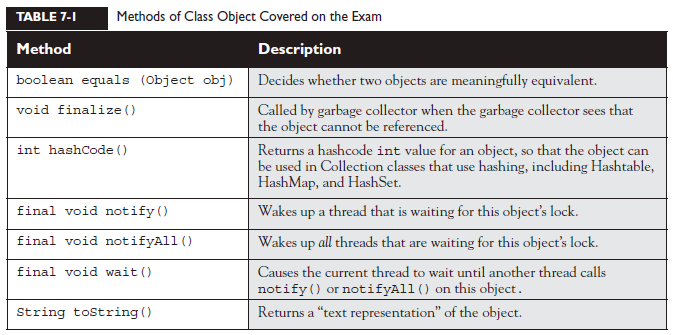 TABLE 7-1 Methods of Class Object Covered on the Exam
Method Description
boolean equals (Object obj) Decides whether two objects are meaningfully equivalent.
void finalize() Called by garbage collector when the garbage collector sees that
the object cannot be referenced.
int hashCode() Returns a hashcode int value for an object, so that the object can
be used in Collection classes that use hashing, including Hashtable,
HashMap, and HashSet.
final void notify() Wakes up a thread that is waiting for this object’s lock.
final void notifyAll() Wakes up all threads that are waiting for this object’s lock.
final void wait() Causes the current thread to wait until another thread calls
notify() or notifyAll() on this object.
String toString() Returns a “text representation” of the object.